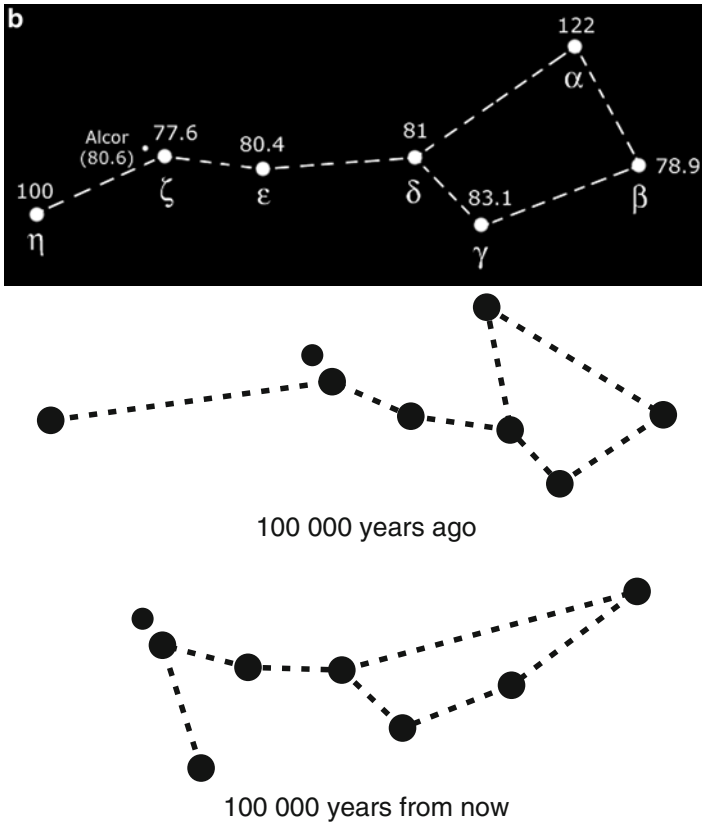 b
122
α
Alcor
(80.6)
77.6
80.4
81
100
ζ
ε
δ
83.1
β
78.9
η
γ
100 000 years ago
100 000 years from now